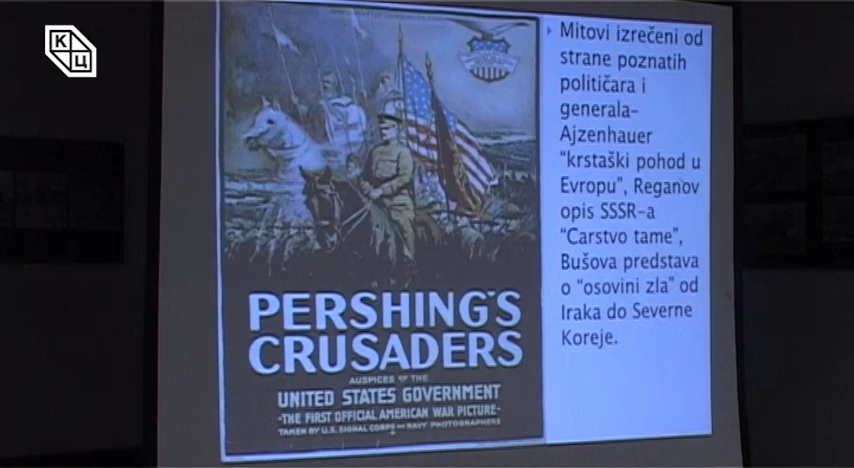 К
Ц
PERSHING'S
CRUSADERS
AUSPICES OF THE
UNITED STATES GOVERNMENT
-THE FIRST OFFICIAL AMERICAN WAR PICTURE-
TAKEN BY U.S. SIGNAL CORPS AND NAVY PHOTOGRAPHERS
Mitovi izrečeni od
strane poznatih
političara i
generala-
Ajzenhauer
"krstaški pohod u
Evropu", Reganov
opis SSSR-a
"Carstvo tame",
Bušova predstava
o "osovini zla" od
Iraka do Severne
Koreje.